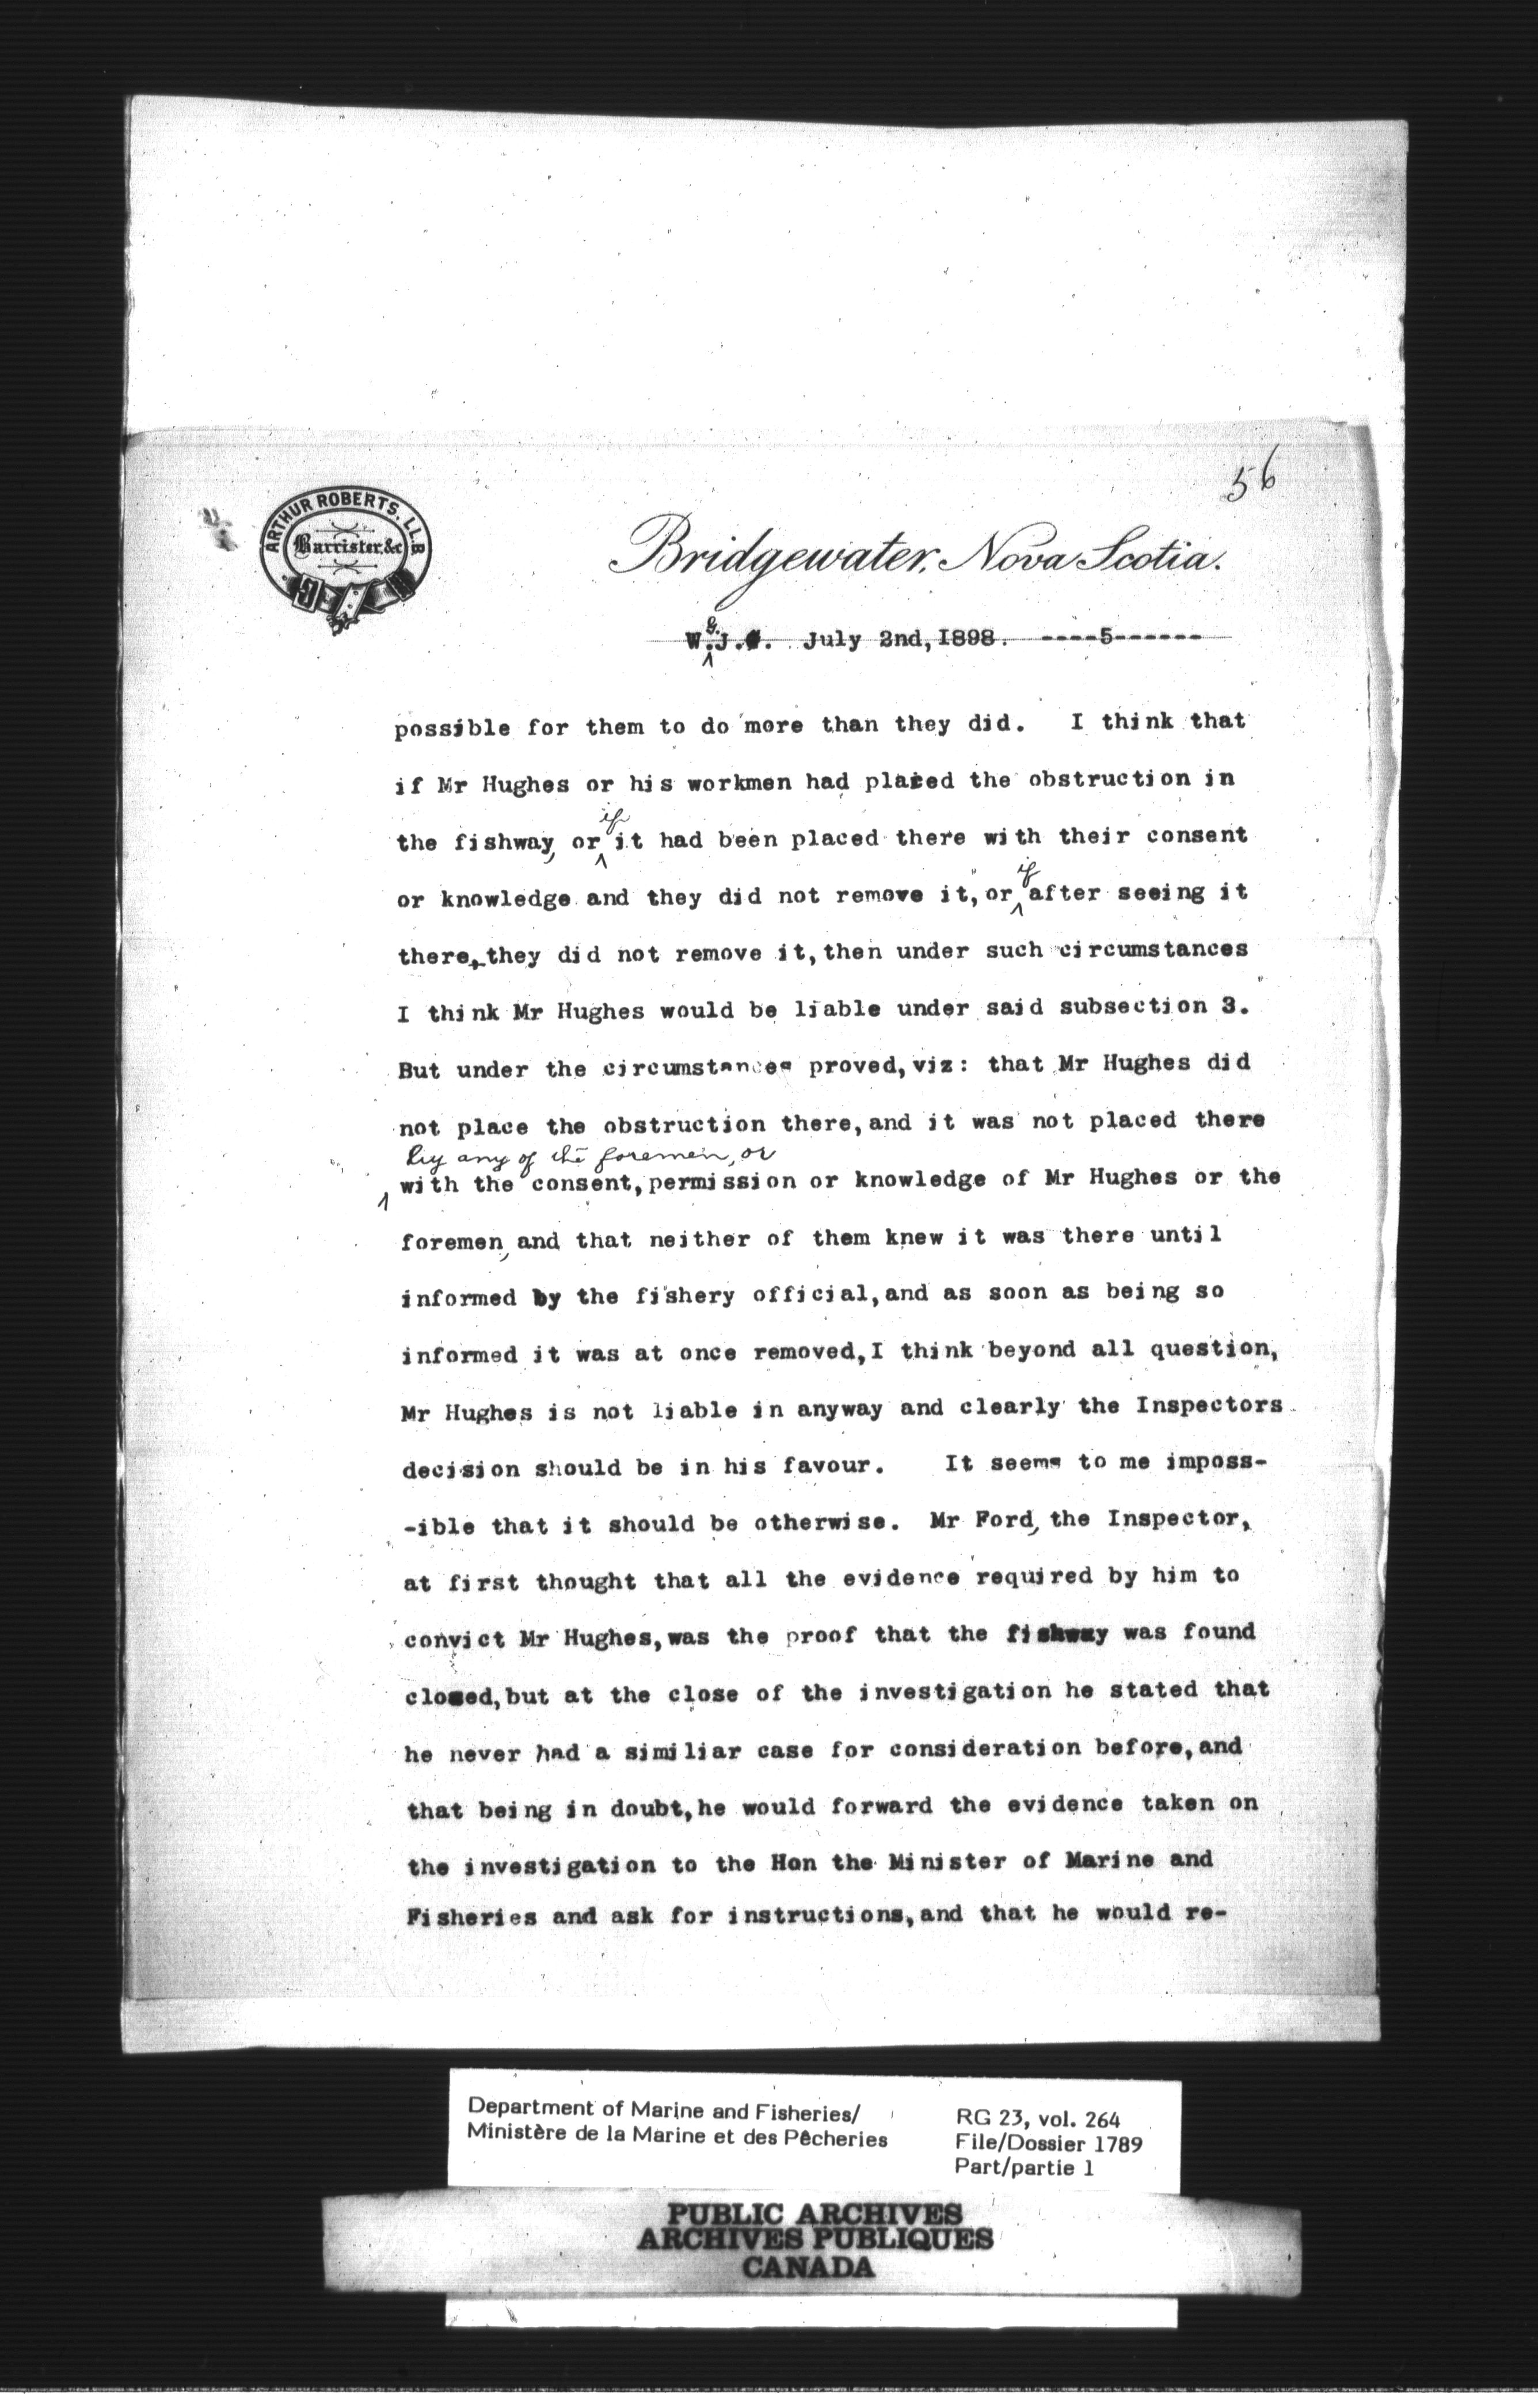 56
ARTHUR ROBERTS, LL.B
Barrister.&c
Bridgewater, Nova Scotia.
W.G.J. July 2nd,I898. ----5------
possible for them to do more than they did. I think that
if Mr Hughes or his workmen had placed the obstruction in
the fishway, or if it had been placed there with their consent
or knowledge and they did not remove it, or if after seeing it
there, they did not remove it, then under such circumstances
I think Mr Hughes would be liable under said subsection 3.
But under the circumstances proved, viz: that Mr Hughes did
not place the obstruction there, and it was not placed there
by any of the foremen, or
with the consent, permission or knowledge of Mr Hughes or the
foremen, and that neither of them knew it was there until
informed by the fishery official, and as soon as being so
informed it was at once removed, I think beyond all question,
Mr Hughes is not liable in anyway and clearly the Inspectors
decision should be in his favour. It seems to me imposs-
-ible that it should be otherwise. Mr Ford, the Inspector,
at first thought that all the evidence required by him to
convict Mr Hughes, was the proof that the fishway was found
closed, but at the close of the investigation he stated that
he never had a similiar case for consideration before, and
that being in doubt, he would forward the evidence taken on
the investigation to the Hon the Minister of Marine and
Fisheries and ask for instructions, and that he would re-
Department of Marine and Fisheries/
Ministère de la Marine et des Pêcheries
RG 23, vol. 264
File/Dossier 1789
Part/partie 1
PUBLIC ARCHIVES
ARCHIVES PUBLIQUES
CANADA